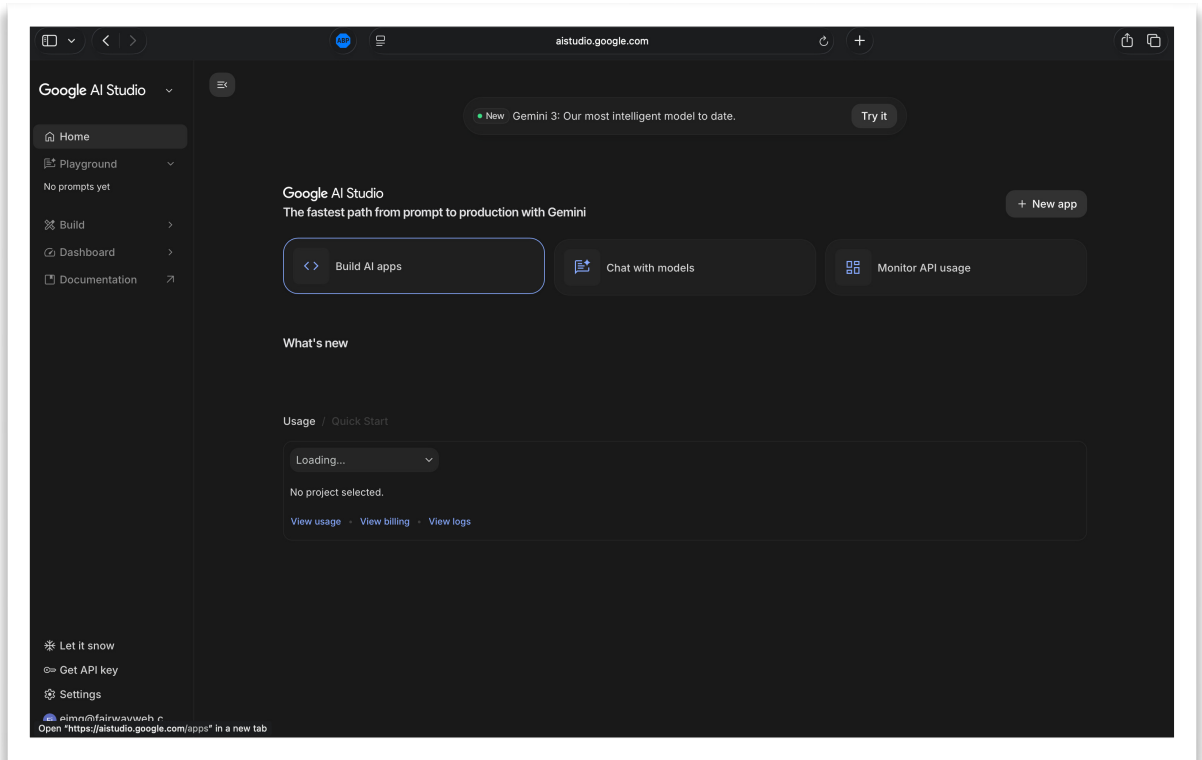 ABP
aistudio.google.com
Google AI Studio
Home
Playground
No prompts yet
Build
Dashboard
Documentation
New Gemini 3: Our most intelligent model to date. Try it
Google AI Studio
The fastest path from prompt to production with Gemini
+ New app
Build AI apps
Chat with models
Monitor API usage
What's new
Usage / Quick Start
Loading...
No project selected.
View usage • View billing • View logs
Let it snow
Get API key
Settings
eimg@fairwayweb.c
Open "https://aistudio.google.com/apps" in a new tab